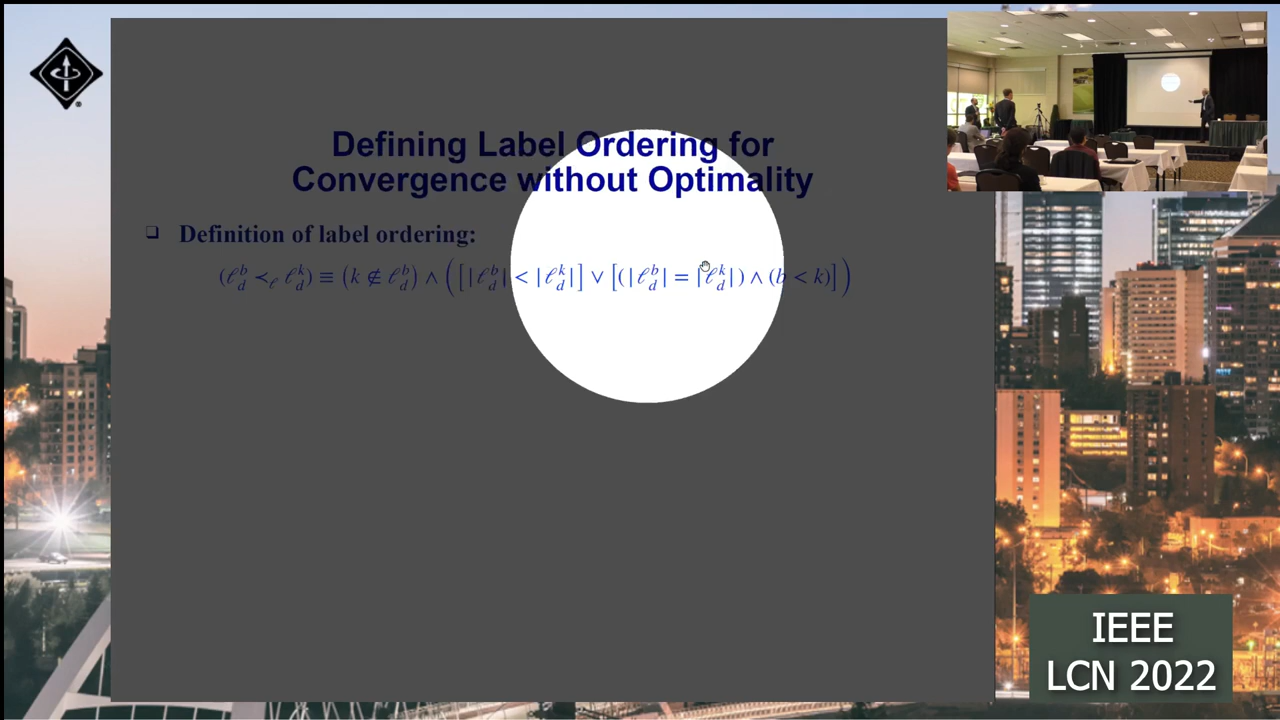 Defining Label Ordering for
Convergence without Optimality
❑ Definition of label ordering:
(ℓ_d^b ≺_ℓ ℓ_d^k) ≡ (k ∉ ℓ_d^b) ∧ ([|ℓ_d^b| < |ℓ_d^k|] ∨ [(|ℓ_d^b| = |ℓ_d^k|) ∧ (b < k)])
IEEE
LCN 2022